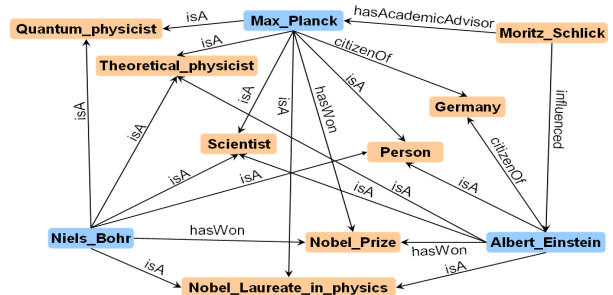 isA
Max_Planck
hasAcademicAdvisor
Quantum_physicist
Moritz_Schlick
isA
citizenOf
Theoretical_physicist
isA
isA
isA
isA
hasWon
Germany
influenced
isA
Scientist
Person
citizenOf
isA
isA
isA
isA
isA
Niels_Bohr
hasWon
Nobel_Prize
hasWon
Albert_Einstein
isA
isA
Nobel_Laureate_in_physics